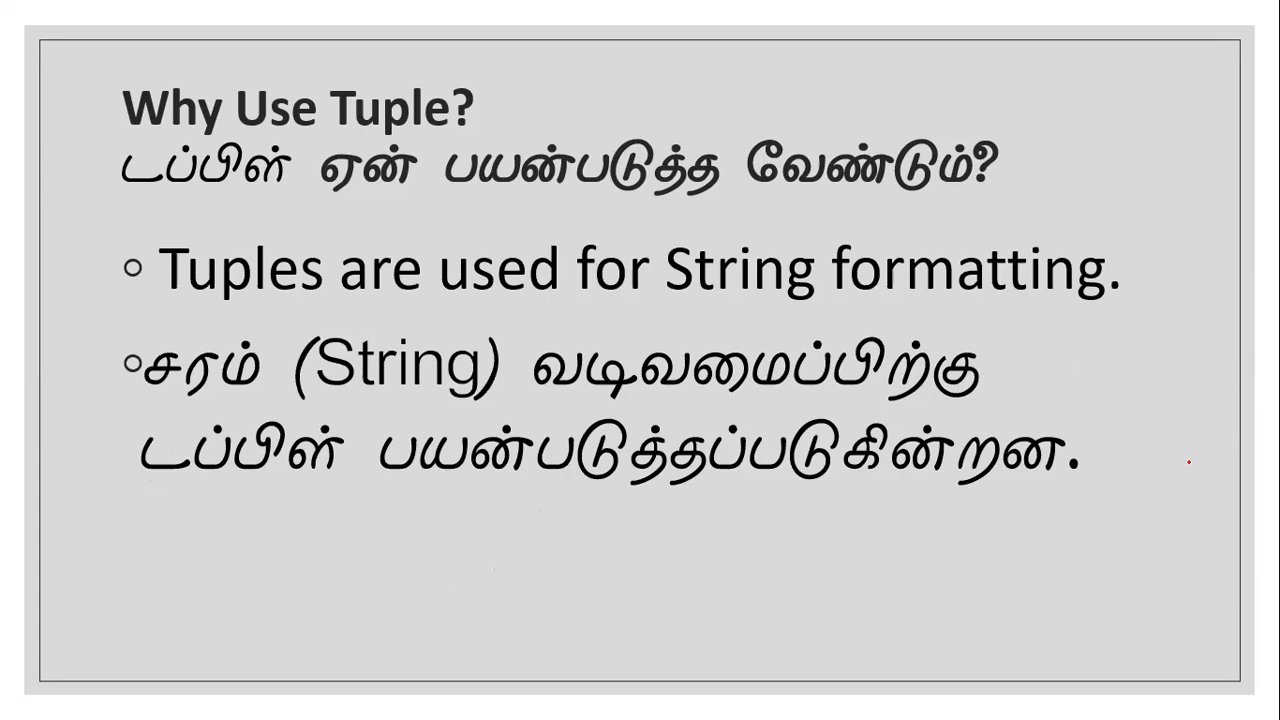 Why Use Tuple?
டப்பிள் ஏன் பயன்படுத்த வேண்டும்?
Tuples are used for String formatting.
சரம் (String) வடிவமைப்பிற்கு
டப்பிள் பயன்படுத்தப்படுகின்றன.